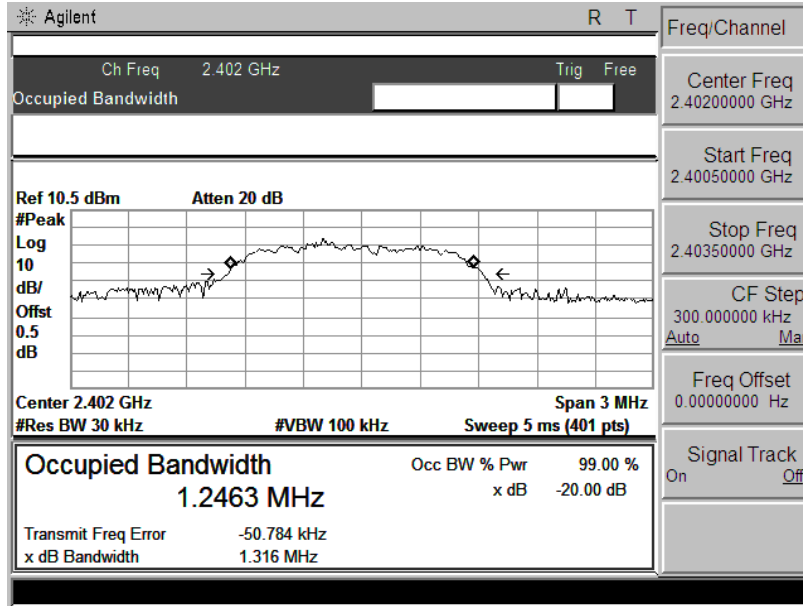 Agilent R T
Freq/Channel
Ch Freq 2.402 GHz Trig Free
Occupied Bandwidth
Center Freq
2.40200000 GHz
Start Freq
2.40050000 GHz
Stop Freq
2.40350000 GHz
CF Step
300.000000 kHz
Auto Man
Freq Offset
0.00000000 Hz
Signal Track
On Off
Ref 10.5 dBm Atten 20 dB
#Peak
Log
10
dB/
Offst
0.5
dB
Center 2.402 GHz Span 3 MHz
#Res BW 30 kHz #VBW 100 kHz Sweep 5 ms (401 pts)
Occupied Bandwidth Occ BW % Pwr 99.00 %
1.2463 MHz x dB -20.00 dB
Transmit Freq Error -50.784 kHz
x dB Bandwidth 1.316 MHz